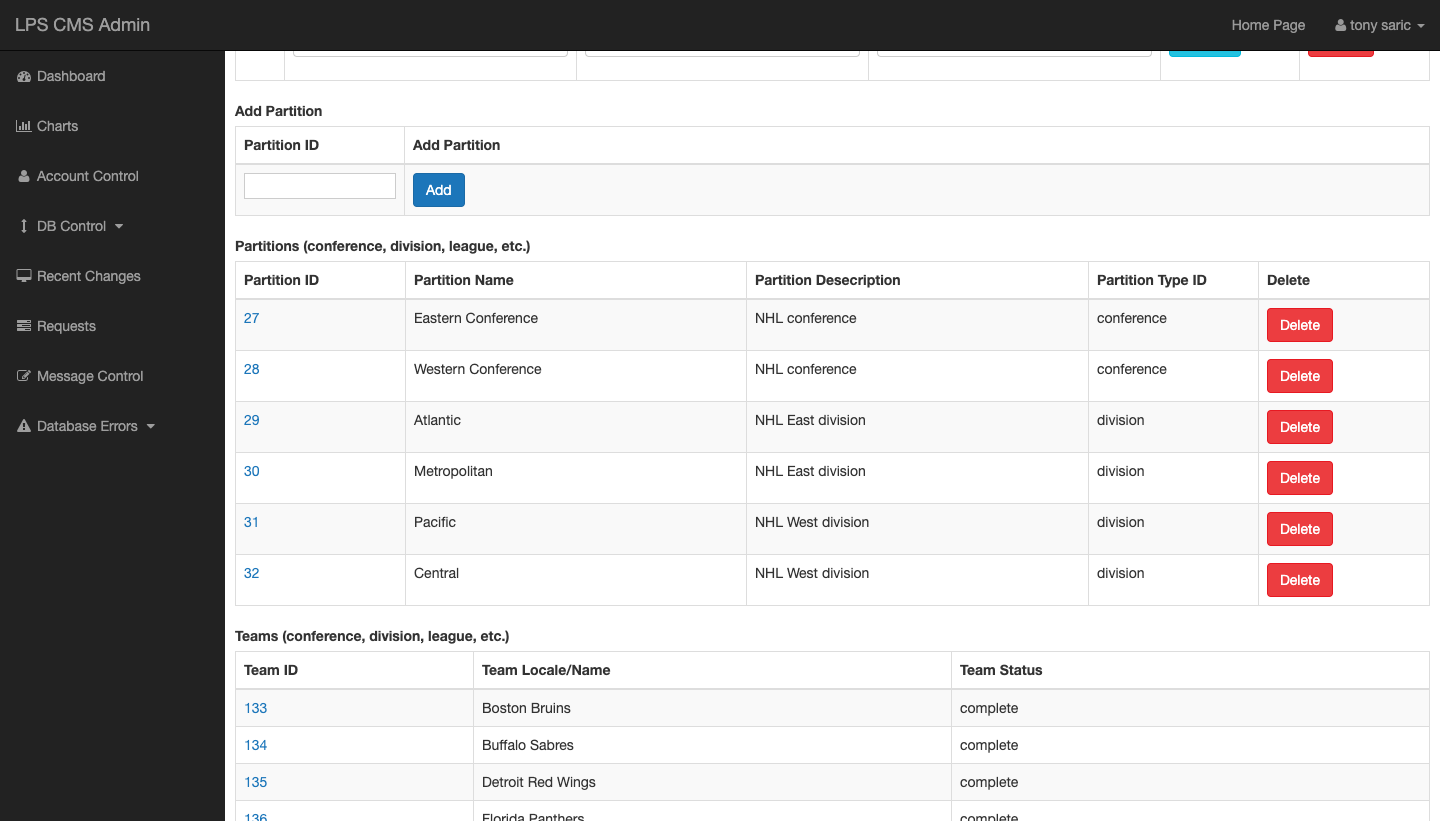 LPS CMS Admin
Home Page
tony saric
Dashboard
Charts
Account Control
DB Control
Recent Changes
Requests
Message Control
Database Errors
Add Partition
Partition ID Add Partition
Add
Partitions (conference, division, league, etc.)
Partition ID Partition Name Partition Desecription Partition Type ID Delete
27 Eastern Conference NHL conference conference Delete
28 Western Conference NHL conference conference Delete
29 Atlantic NHL East division division Delete
30 Metropolitan NHL East division division Delete
31 Pacific NHL West division division Delete
32 Central NHL West division division Delete
Teams (conference, division, league, etc.)
Team ID Team Locale/Name Team Status
133 Boston Bruins complete
134 Buffalo Sabres complete
135 Detroit Red Wings complete
136 Florida Panthers complete